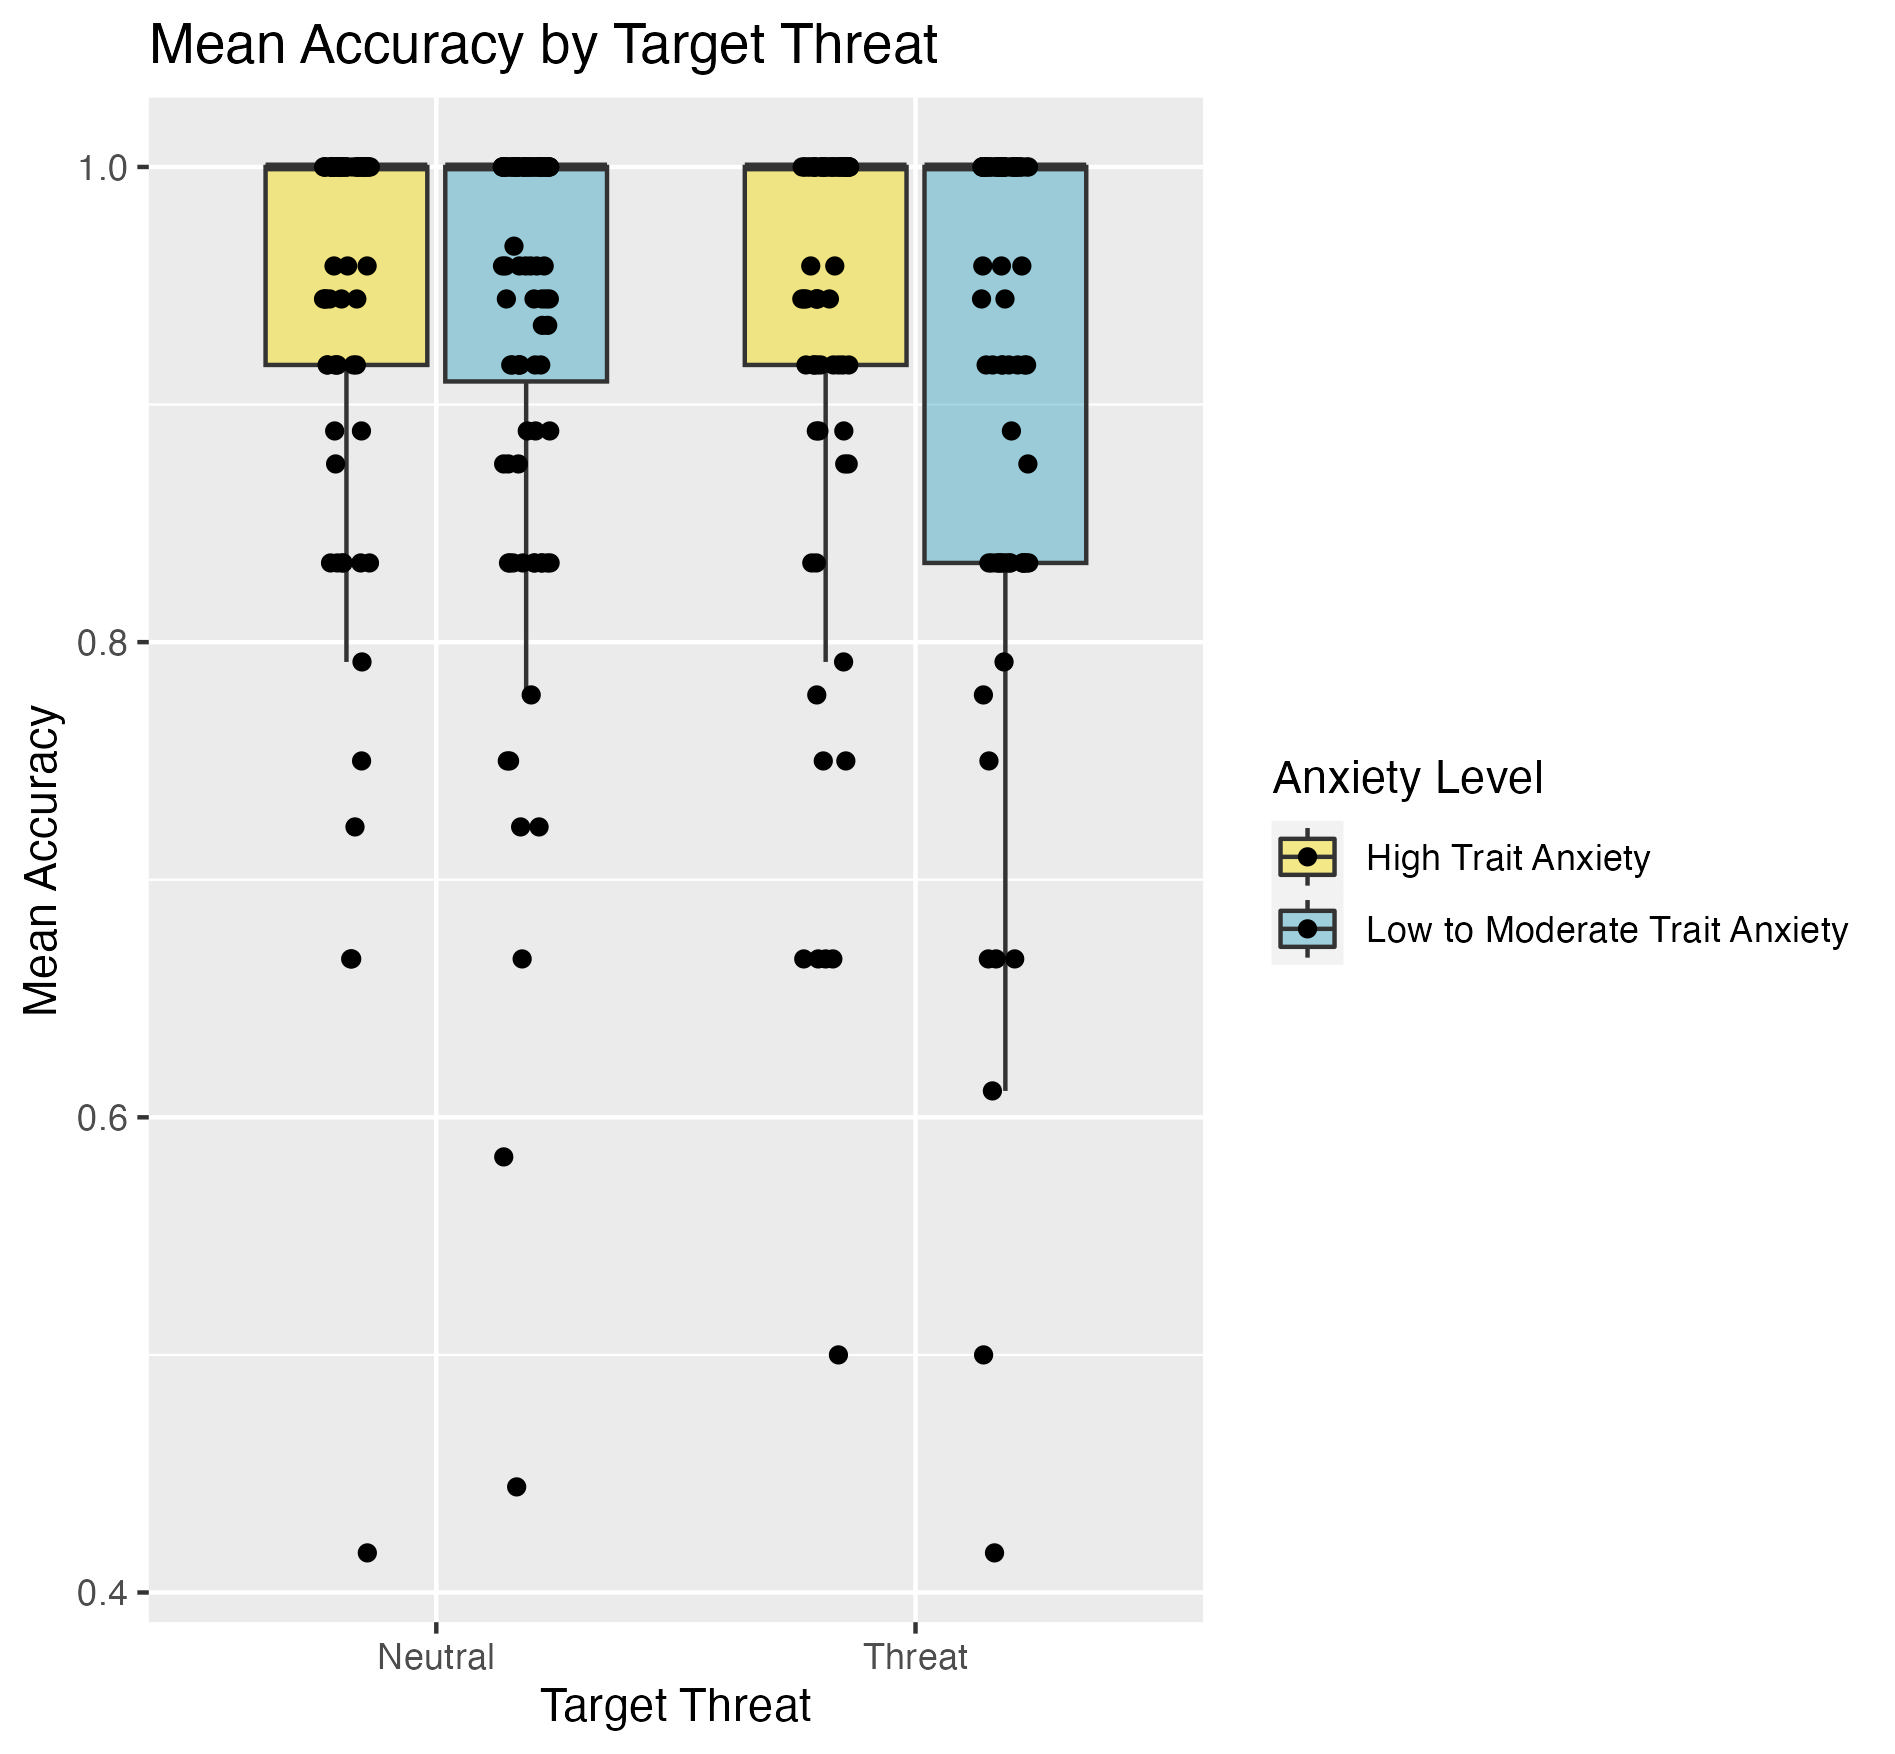 Mean Accuracy by Target Threat
1.0
0.8
0.6
0.4
Mean Accuracy
Neutral
Threat
Target Threat
Anxiety Level
High Trait Anxiety
Low to Moderate Trait Anxiety